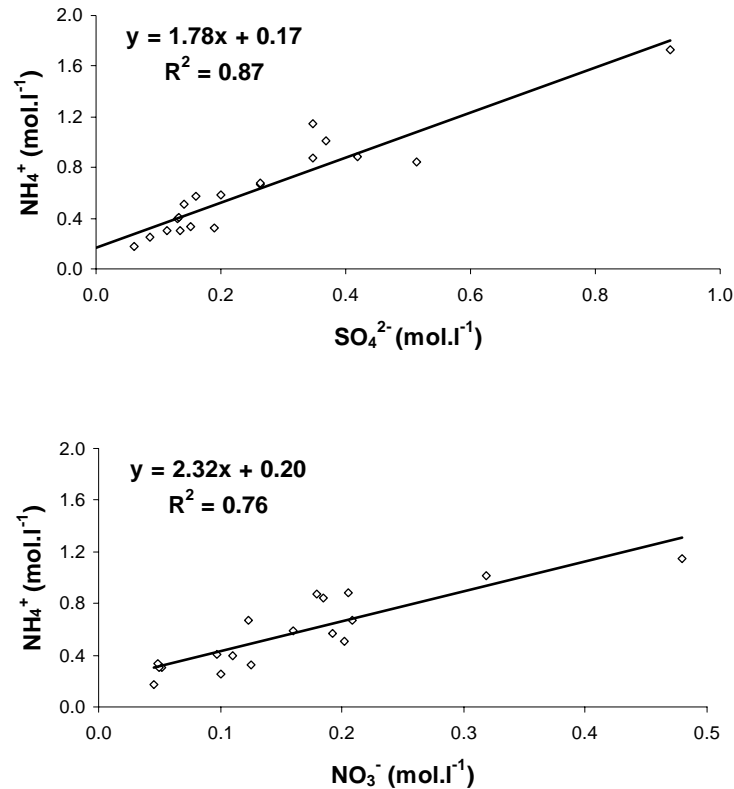 2.0
y = 1.78x + 0.17
R² = 0.87
1.6
1.2
0.8
0.4
0.0
NH₄⁺ (mol.l⁻¹)
0.0 0.2 0.4 0.6 0.8 1.0
SO₄²⁻ (mol.l⁻¹)
2.0
y = 2.32x + 0.20
R² = 0.76
1.6
1.2
0.8
0.4
0.0
NH₄⁺ (mol.l⁻¹)
0.0 0.1 0.2 0.3 0.4 0.5
NO₃⁻ (mol.l⁻¹)